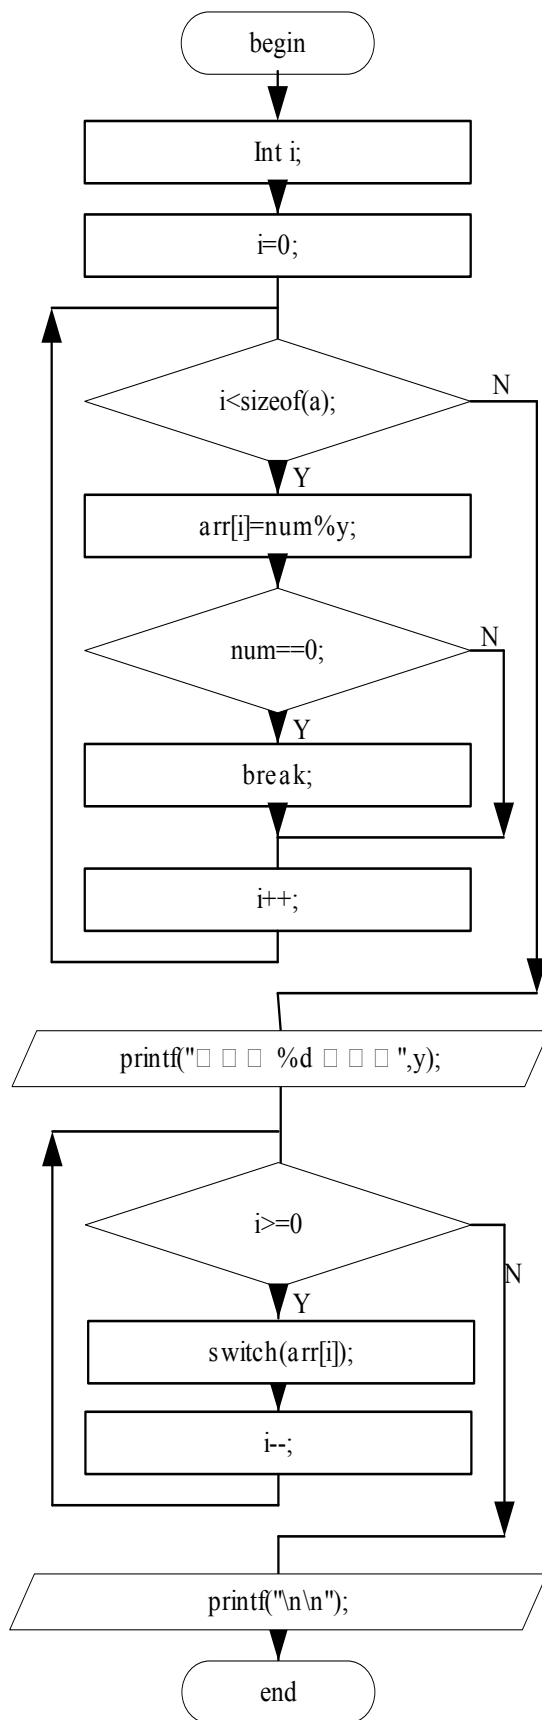 begin
Int i;
i=0;
i<sizeof(a);
N
Y
arr[i]=num%y;
num==0;
N
Y
break;
i++;
printf("□ □ □ %d □ □ □",y);
i>=0
N
Y
switch(arr[i]);
i--;
printf("\n\n");
end